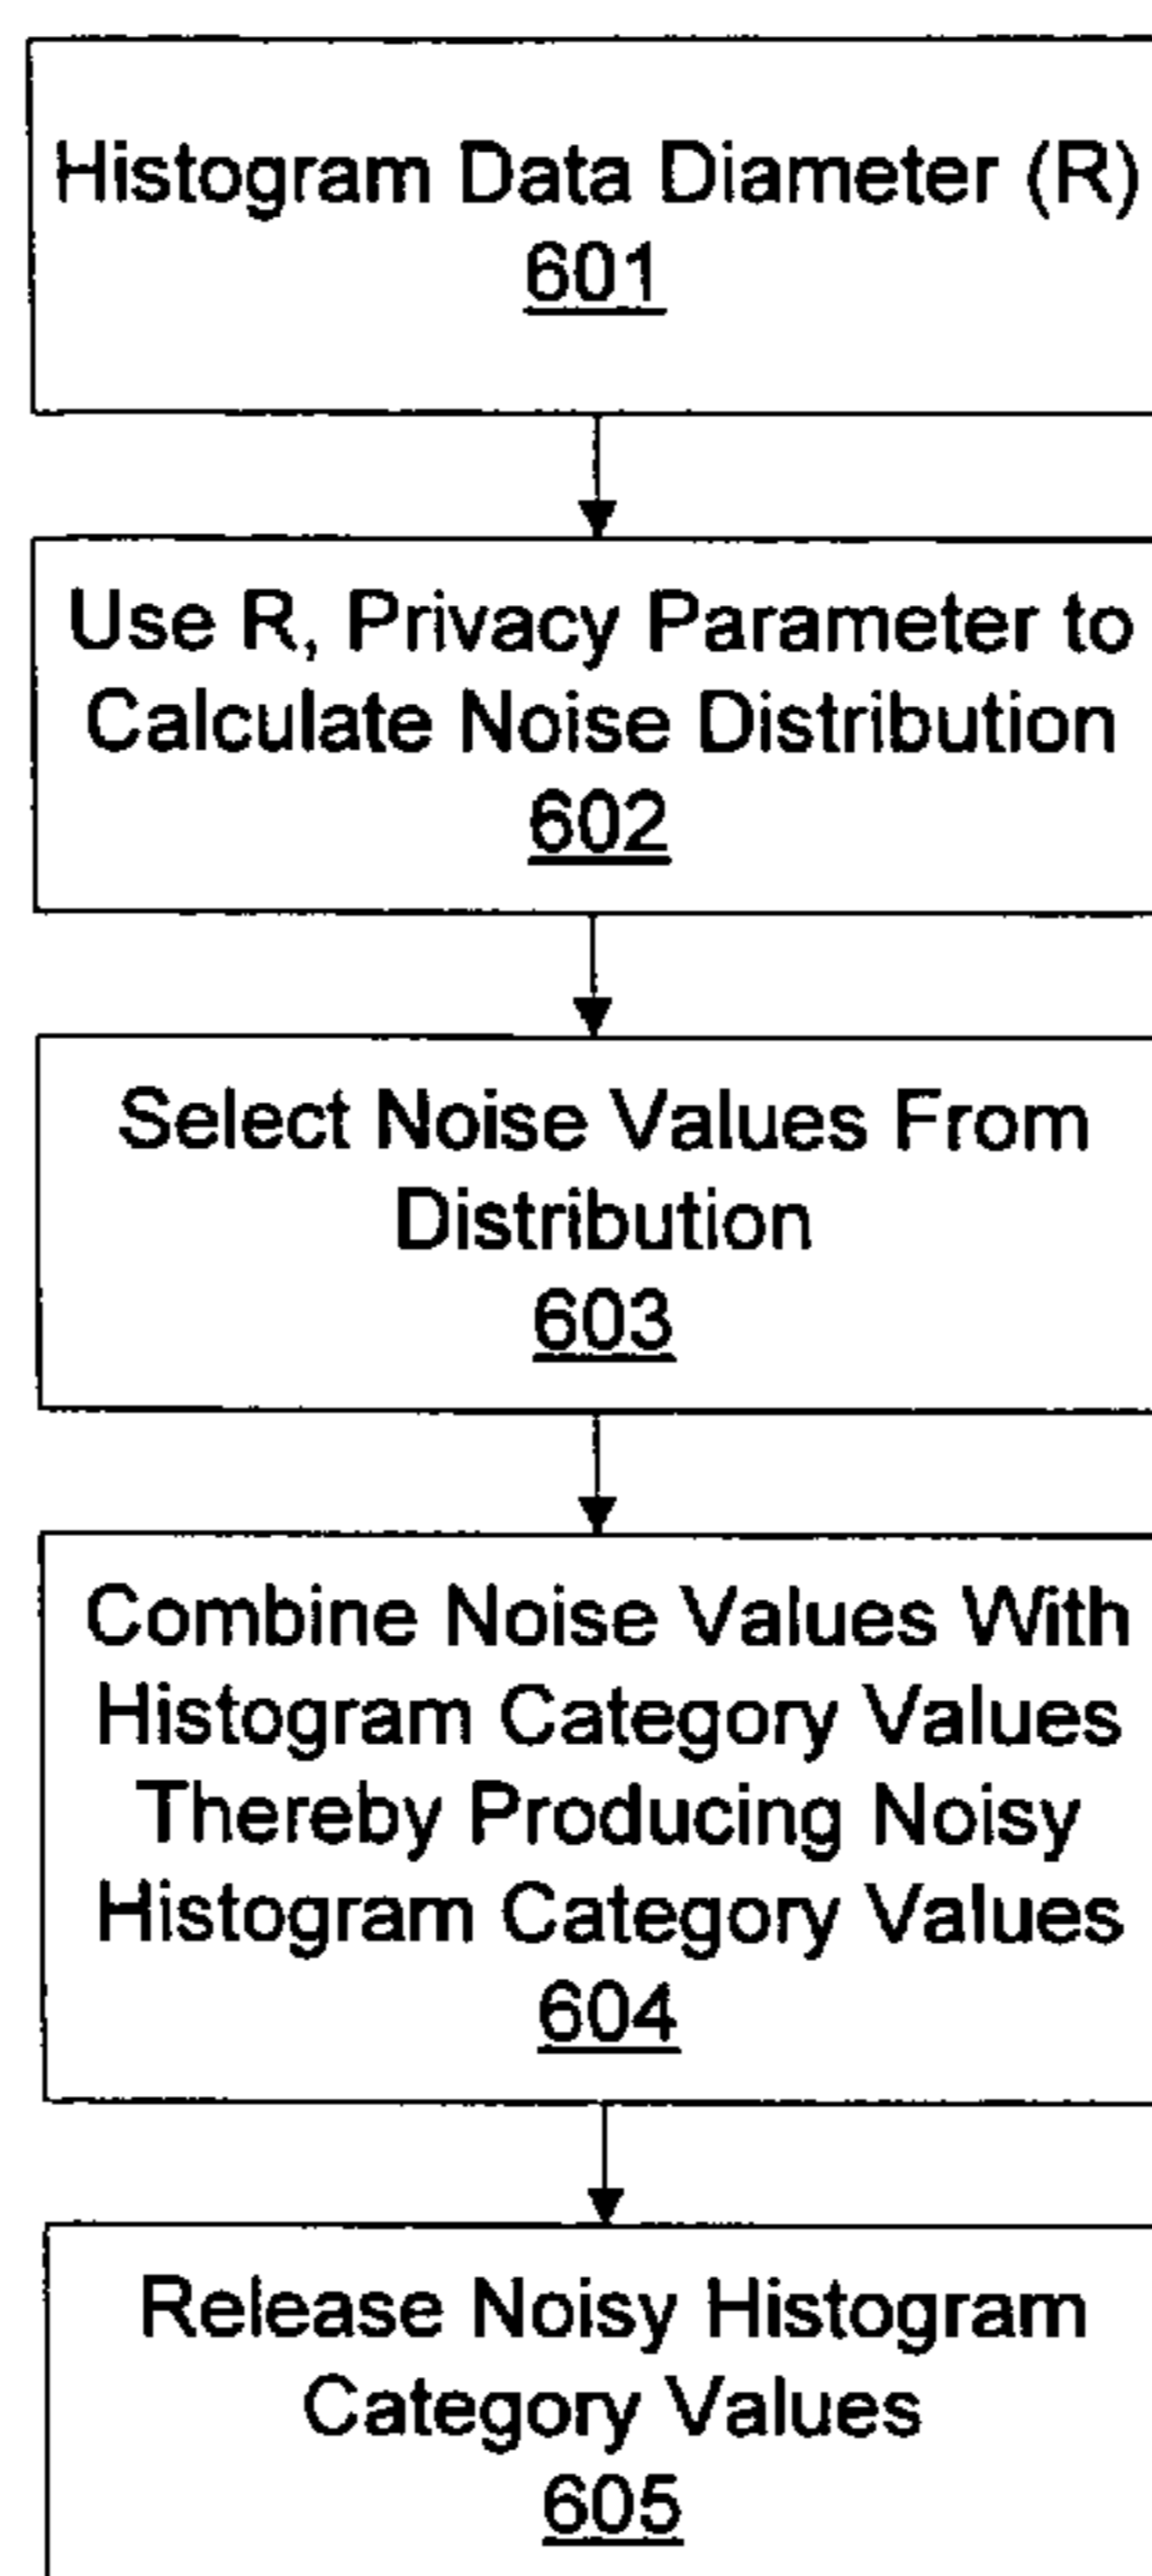 Histogram Data Diameter (R)
601
Use R, Privacy Parameter to
Calculate Noise Distribution
602
Select Noise Values From
Distribution
603
Combine Noise Values With
Histogram Category Values
Thereby Producing Noisy
Histogram Category Values
604
Release Noisy Histogram
Category Values
605